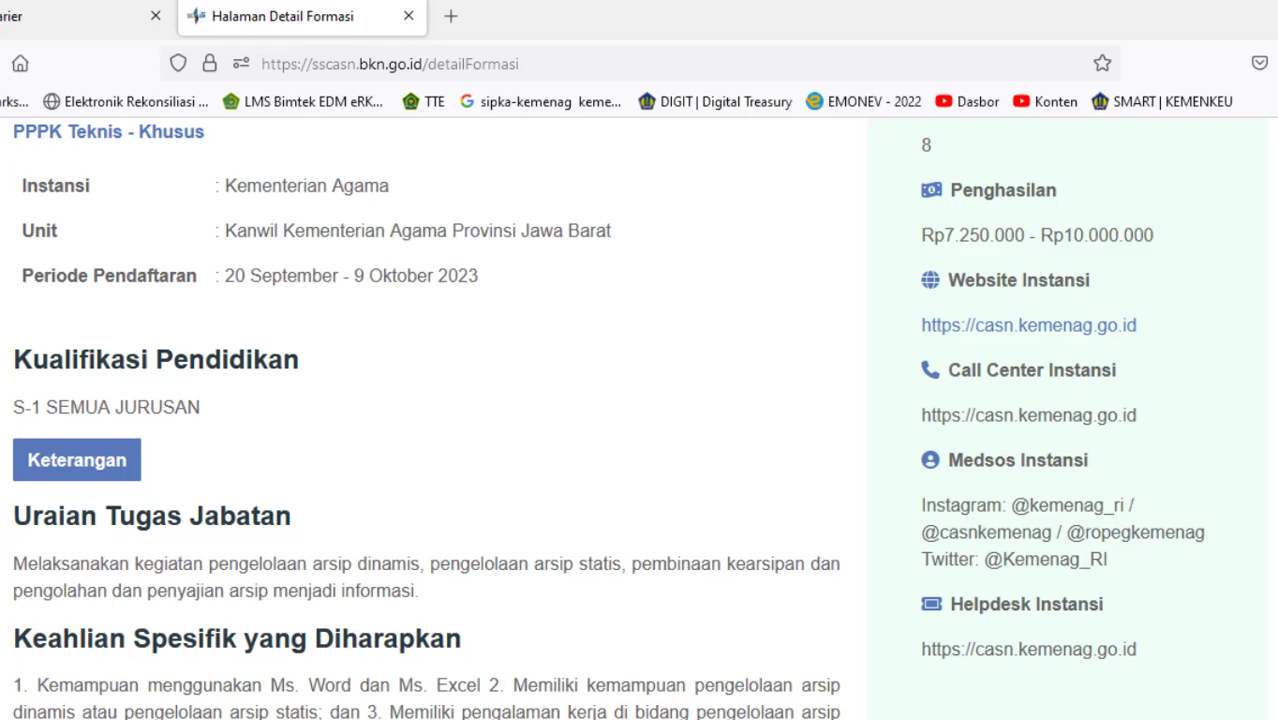 arier
Halaman Detail Formasi
https://sscasn.bkn.go.id/detailFormasi
rks... Elektronik Rekonsiliasi ... LMS Bimtek EDM eRK... TTE sipka-kemenag keme... DIGIT | Digital Treasury EMONEV - 2022 Dasbor Konten SMART | KEMENKEU
PPPK Teknis - Khusus
Instansi : Kementerian Agama
Unit : Kanwil Kementerian Agama Provinsi Jawa Barat
Periode Pendaftaran : 20 September - 9 Oktober 2023
Kualifikasi Pendidikan
S-1 SEMUA JURUSAN
Keterangan
Uraian Tugas Jabatan
Melaksanakan kegiatan pengelolaan arsip dinamis, pengelolaan arsip statis, pembinaan kearsipan dan
pengolahan dan penyajian arsip menjadi informasi.
Keahlian Spesifik yang Diharapkan
1. Kemampuan menggunakan Ms. Word dan Ms. Excel 2. Memiliki kemampuan pengelolaan arsip
dinamis atau pengelolaan arsip statis; dan 3. Memiliki pengalaman kerja di bidang pengelolaan arsip
8
Penghasilan
Rp7.250.000 - Rp10.000.000
Website Instansi
https://casn.kemenag.go.id
Call Center Instansi
https://casn.kemenag.go.id
Medsos Instansi
Instagram: @kemenag_ri /
@casnkemenag / @ropegkemenag
Twitter: @Kemenag_RI
Helpdesk Instansi
https://casn.kemenag.go.id